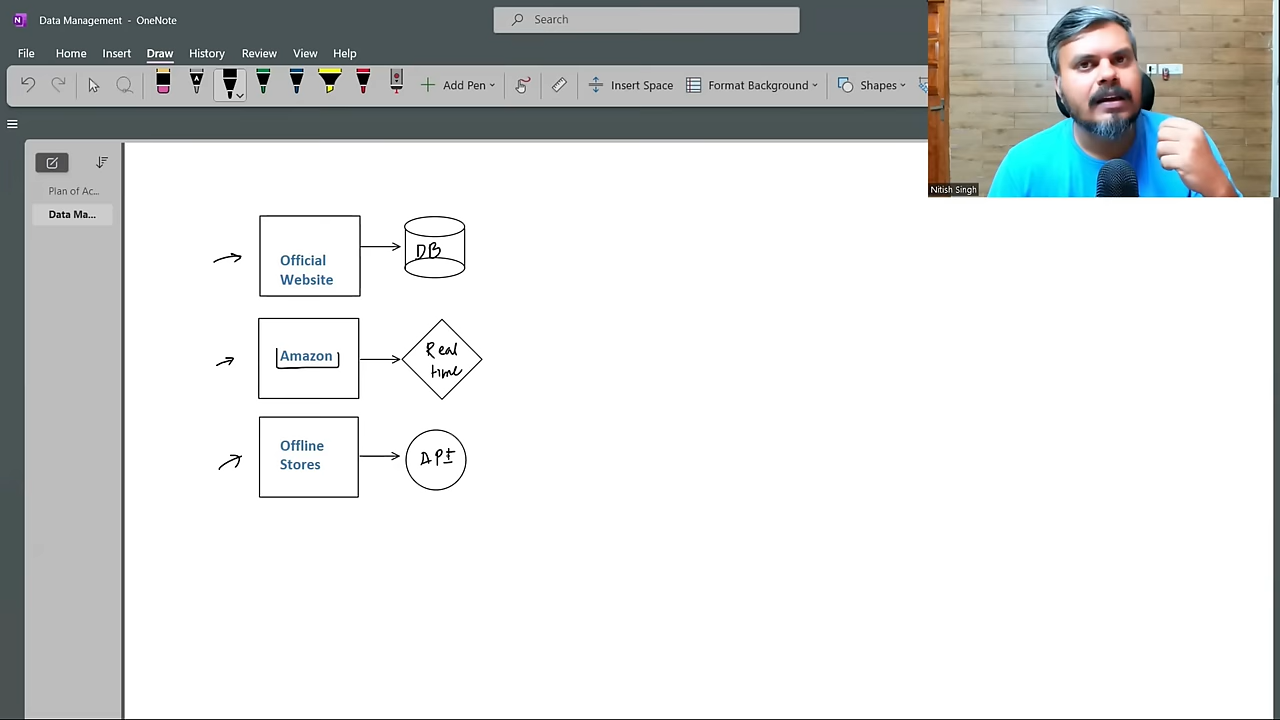 Data Management - OneNote
Search
File Home Insert Draw History Review View Help
Add Pen Insert Space Format Background Shapes
Plan of Ac...
Data Ma...
Official
Website
DB
Amazon
Real
time
Offline
Stores
API
Nitish Singh